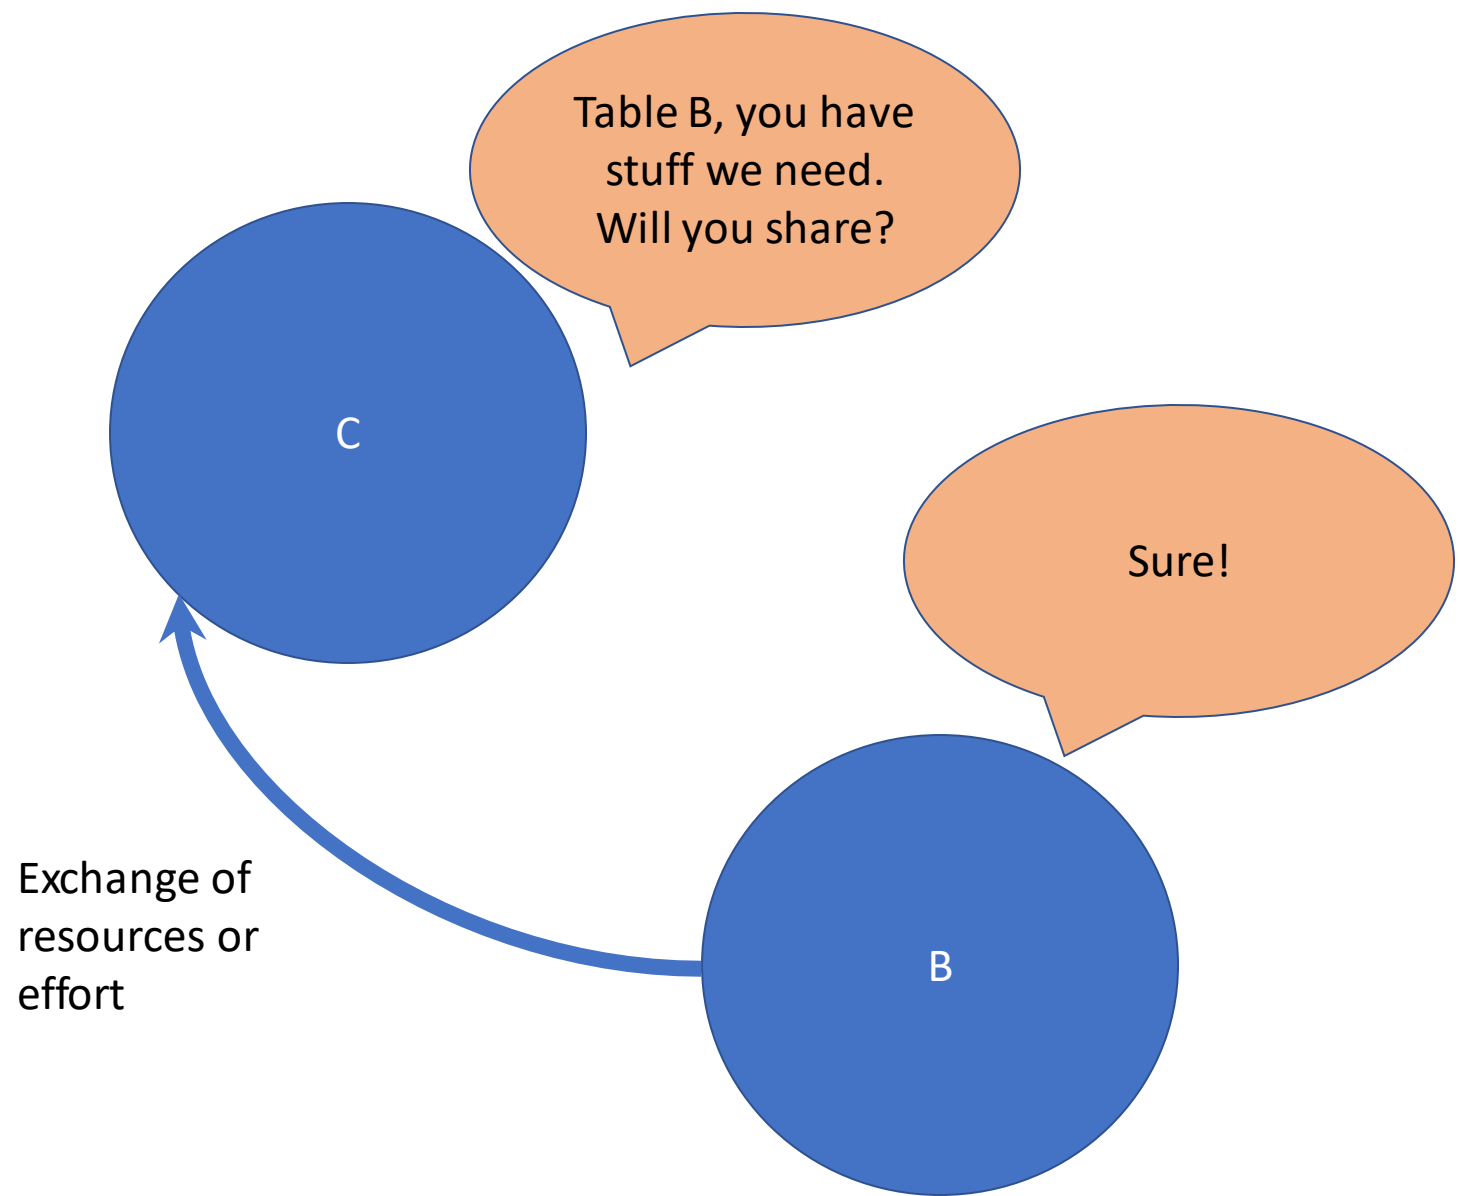 Table B, you have
stuff we need.
Will you share?
C
Sure!
Exchange of
resources or
effort
B